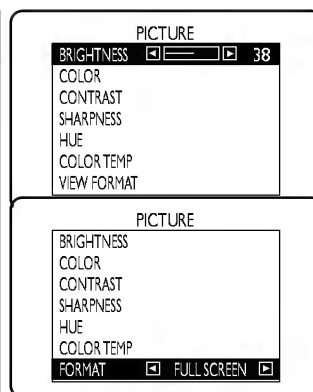 PICTURE
BRIGHTNESS 38
COLOR
CONTRAST
SHARPNESS
HUE
COLOR TEMP
VIEW FORMAT
PICTURE
BRIGHTNESS
COLOR
CONTRAST
SHARPNESS
HUE
COLOR TEMP
FORMAT FULL SCREEN